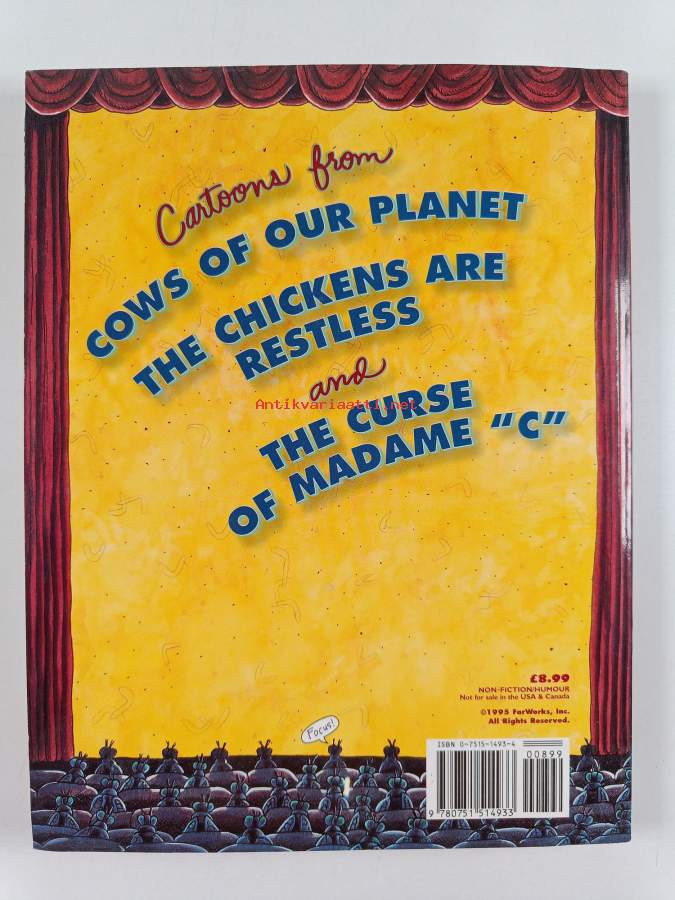 Cartoons from
COWS OF OUR PLANET
THE CHICKENS ARE
RESTLESS
and
Antikvariaatti.net
THE CURSE
OF MADAME "C"
£8.99
NON-FICTION/HUMOUR
Not for sale in the USA & Canada
©1995 FarWorks, Inc.
All Rights Reserved.
FOCUS!
ISBN 0-7515-1493-4
00899
9 780751 514933